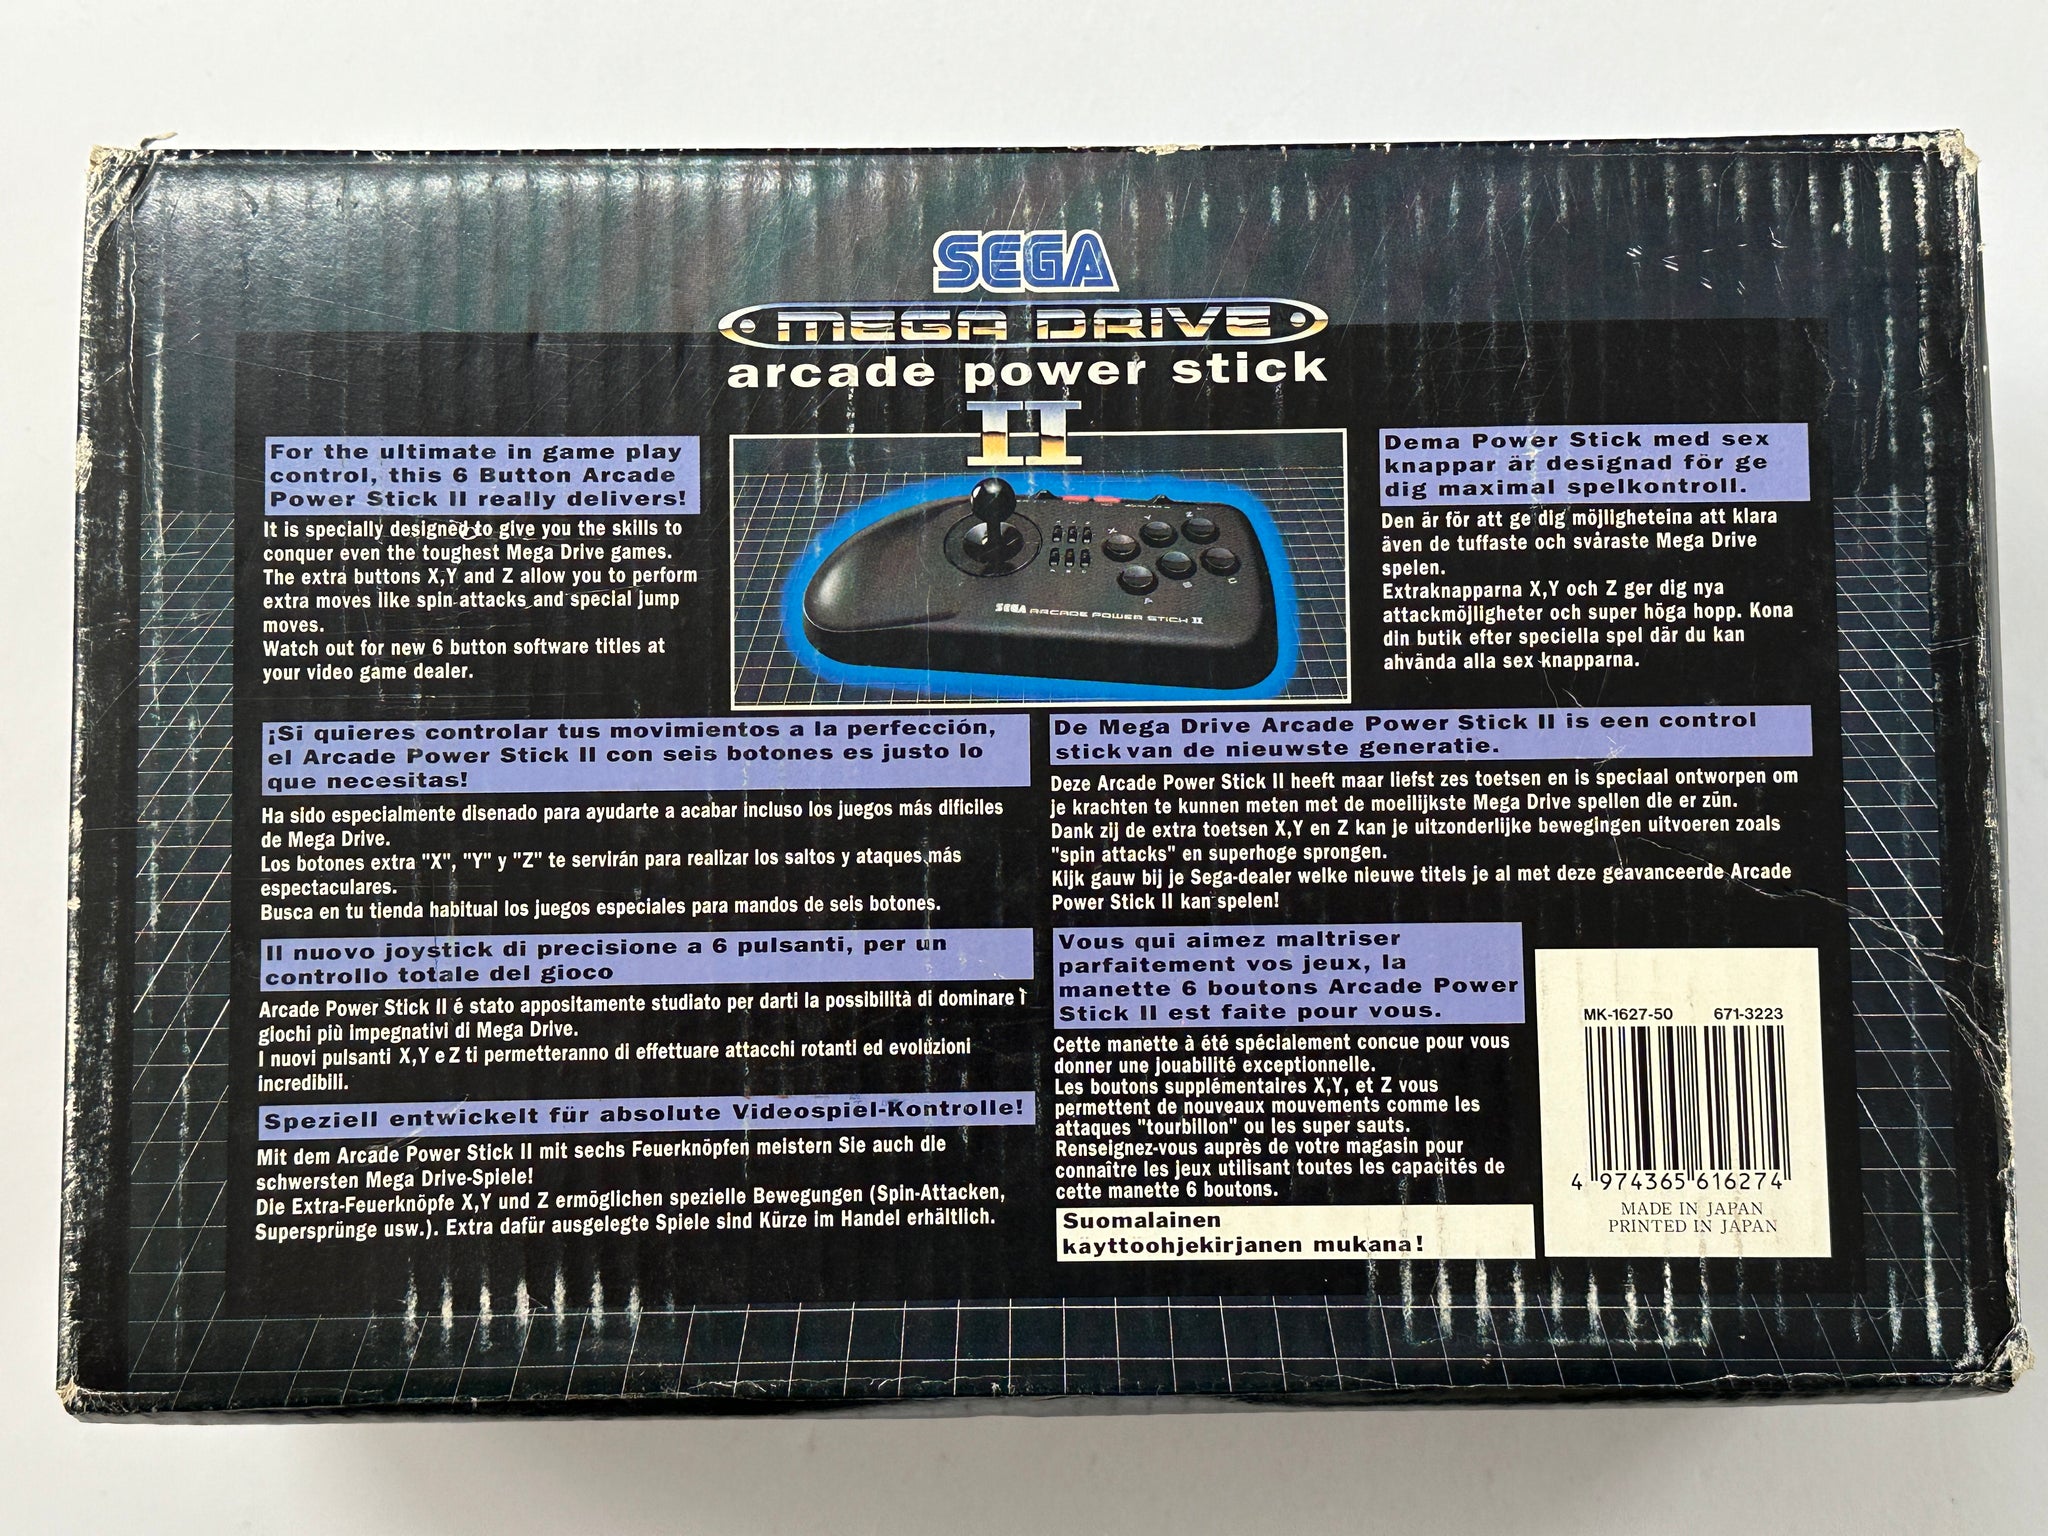 SEGA
MEGA DRIVE
arcade power stick
II
For the ultimate in game play
control, this 6 Button Arcade
Power Stick II really delivers!
It is specially designed to give you the skills to
conquer even the toughest Mega Drive games.
The extra buttons X,Y and Z allow you to perform
extra moves like spin attacks and special jump
moves.
Watch out for new 6 button software titles at
your video game dealer.
X
Z
A
B
C
SEGA ARCADE POWER STICK II
Dema Power Stick med sex
knappar är designad för ge
dig maximal spelkontroll.
Den är för att ge dig möjligheteina att klara
även de tuffaste och svåraste Mega Drive
spelen.
Extraknapparna X,Y och Z ger dig nya
attackmöjligheter och super höga hopp. Kona
din butik efter speciella spel där du kan
ahvända alla sex knapparna.
¡Si quieres controlar tus movimientos a la perfección,
el Arcade Power Stick II con seis botones es justo lo
que necesitas!
Ha sido especialmente disenado para ayudarte a acabar incluso los juegos más dificiles
de Mega Drive.
Los botones extra "X", "Y" y "Z" te servirán para realizar los saltos y ataques más
espectaculares.
Busca en tu tienda habitual los juegos especiales para mandos de seis botones.
De Mega Drive Arcade Power Stick II is een control
stick van de nieuwste generatie.
Deze Arcade Power Stick II heeft maar liefst zes toetsen en is speciaal ontworpen om
je krachten te kunnen meten met de moeilijkste Mega Drive spellen die er zūn.
Dank zij de extra toetsen X,Y en Z kan je uitzonderlijke bewegingen uitvoeren zoals
"spin attacks" en superhoge sprongen.
Kijk gauw bij je Sega-dealer welke nieuwe titels je al met deze geavanceerde Arcade
Power Stick II kan spelen!
Il nuovo joystick di precisione a 6 pulsanti, per un
controllo totale del gioco
Arcade Power Stick II é stato appositamente studiato per darti la possibilità di dominare i
giochi più impegnativi di Mega Drive.
I nuovi pulsanti X,Y e Z ti permetteranno di effettuare attacchi rotanti ed evoluzioni
incredibili.
Speziell entwickelt für absolute Videospiel-Kontrolle!
Mit dem Arcade Power Stick II mit sechs Feuerknöpfen meistern Sie auch die
schwersten Mega Drive-Spiele!
Die Extra-Feuerknöpfe X,Y und Z ermöglichen spezielle Bewegungen (Spin-Attacken,
Supersprünge usw.). Extra dafür ausgelegte Spiele sind Kürze im Handel erhältlich.
Vous qui aimez maltriser
parfaitement vos jeux, la
manette 6 boutons Arcade Power
Stick II est faite pour vous.
Cette manette à été spécialement concue pour vous
donner une jouabilité exceptionnelle.
Les boutons supplémentaires X,Y, et Z vous
permettent de nouveaux mouvements comme les
attaques "tourbillon" ou les super sauts.
Renseignez-vous auprès de votre magasin pour
connaître les jeux utilisant toutes les capacités de
cette manette 6 boutons.
Suomalainen
käyttöohjekirjanen mukana!
MK-1627-50 671-3223
4 974365 616274
MADE IN JAPAN
PRINTED IN JAPAN